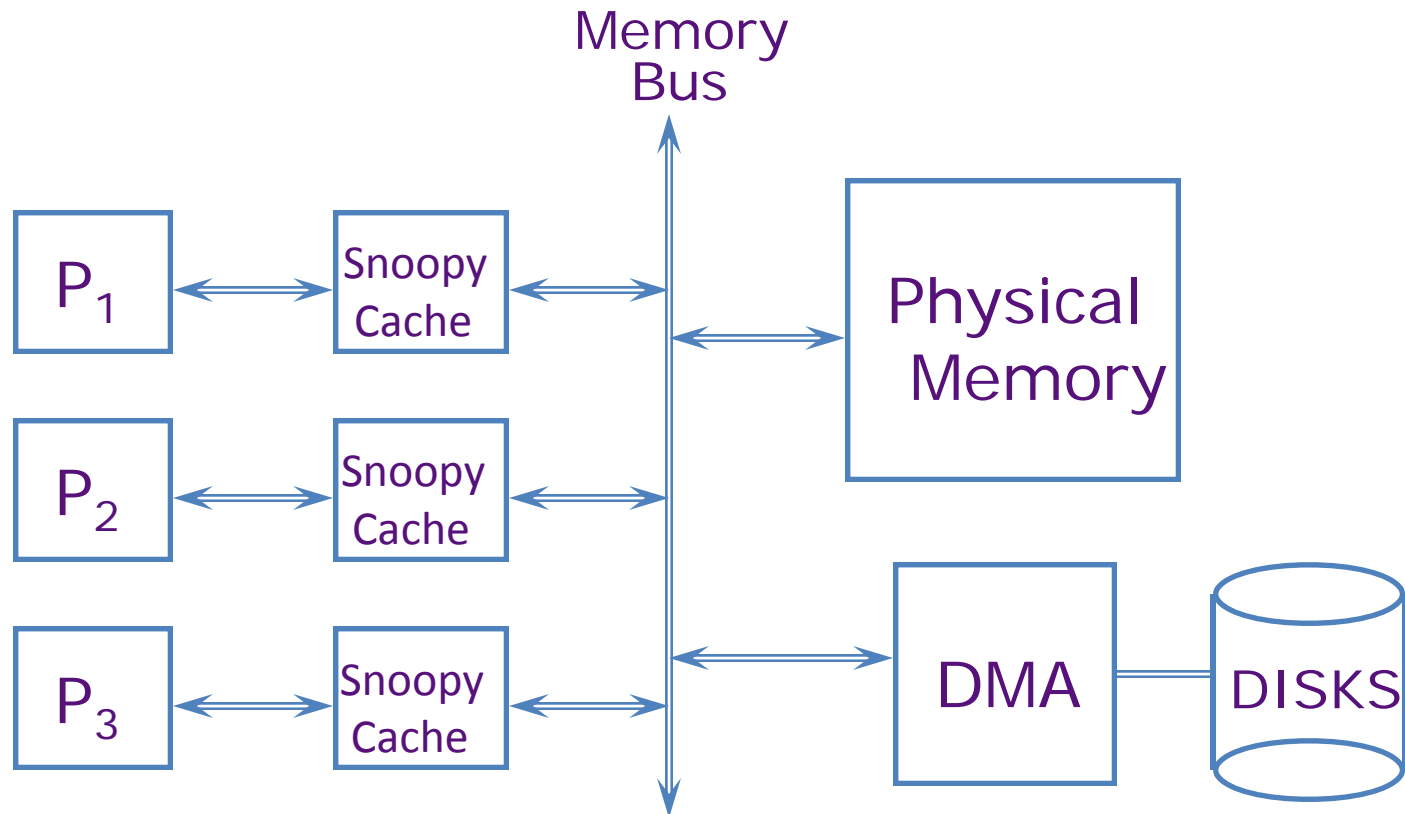 Memory
Bus
P₁
Snoopy
Cache
Physical
Memory
P₂
Snoopy
Cache
P₃
Snoopy
Cache
DMA
DISKS